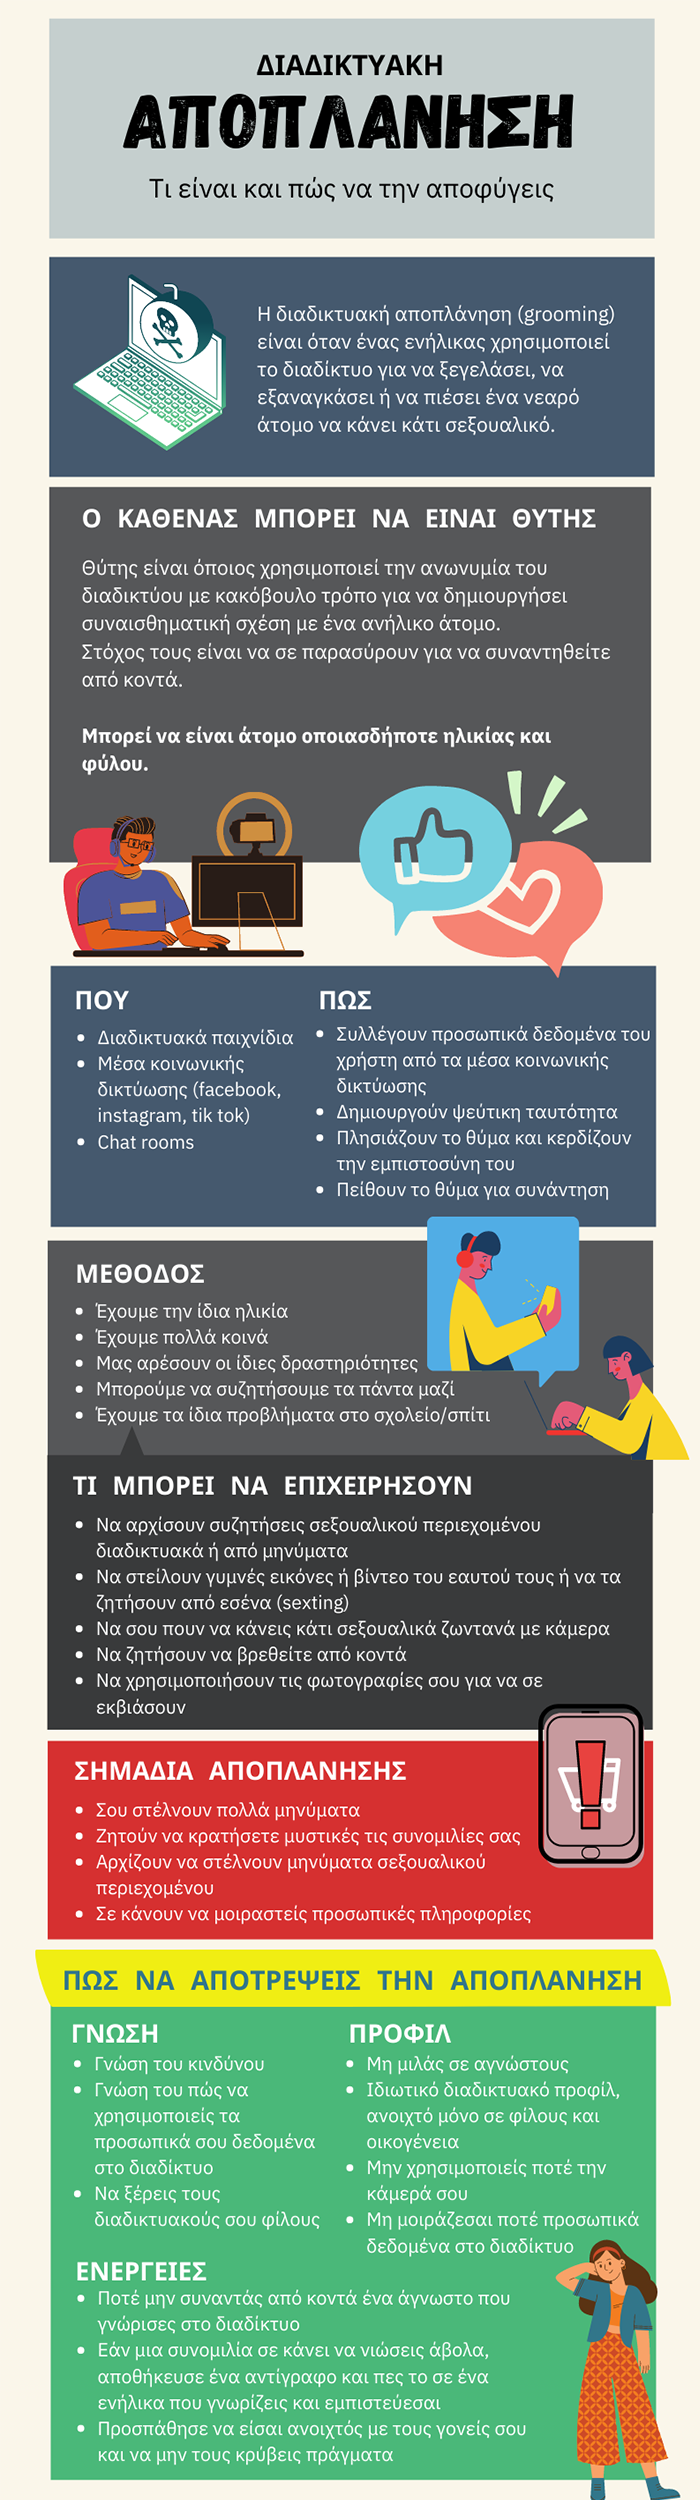 ΔΙΑΔΙΚΤΥΑΚΗ
ΑΠΟΠΛΑΝΗΣΗ
Τι είναι και πώς να την αποφύγεις
Η διαδικτυακή αποπλάνηση (grooming)
είναι όταν ένας ενήλικας χρησιμοποιεί
το διαδίκτυο για να ξεγελάσει, να
εξαναγκάσει ή να πιέσει ένα νεαρό
άτομο να κάνει κάτι σεξουαλικό.
Ο ΚΑΘΕΝΑΣ ΜΠΟΡΕΙ ΝΑ ΕΙΝΑΙ ΘΥΤΗΣ
Θύτης είναι όποιος χρησιμοποιεί την ανωνυμία του
διαδικτύου με κακόβουλο τρόπο για να δημιουργήσει
συναισθηματική σχέση με ένα ανήλικο άτομο.
Στόχος τους είναι να σε παρασύρουν για να συναντηθείτε
από κοντά.
Μπορεί να είναι άτομο οποιασδήποτε ηλικίας και
φύλου.
ΠΟΥ
• Διαδικτυακά παιχνίδια
• Μέσα κοινωνικής
δικτύωσης (facebook,
instagram, tik tok)
• Chat rooms
ΠΩΣ
• Συλλέγουν προσωπικά δεδομένα του
χρήστη από τα μέσα κοινωνικής
δικτύωσης
• Δημιουργούν ψεύτικη ταυτότητα
• Πλησιάζουν το θύμα και κερδίζουν
την εμπιστοσύνη του
• Πείθουν το θύμα για συνάντηση
ΜΕΘΟΔΟΣ
• Έχουμε την ίδια ηλικία
• Έχουμε πολλά κοινά
• Μας αρέσουν οι ίδιες δραστηριότητες
• Μπορούμε να συζητήσουμε τα πάντα μαζί
• Έχουμε τα ίδια προβλήματα στο σχολείο/σπίτι
ΤΙ ΜΠΟΡΕΙ ΝΑ ΕΠΙΧΕΙΡΗΣΟΥΝ
• Να αρχίσουν συζητήσεις σεξουαλικού περιεχομένου
διαδικτυακά ή από μηνύματα
• Να στείλουν γυμνές εικόνες ή βίντεο του εαυτού τους ή να τα
ζητήσουν από εσένα (sexting)
• Να σου πουν να κάνεις κάτι σεξουαλικά ζωντανά με κάμερα
• Να ζητήσουν να βρεθείτε από κοντά
• Να χρησιμοποιήσουν τις φωτογραφίες σου για να σε
εκβιάσουν
ΣΗΜΑΔΙΑ ΑΠΟΠΛΑΝΗΣΗΣ
• Σου στέλνουν πολλά μηνύματα
• Ζητούν να κρατήσετε μυστικές τις συνομιλίες σας
• Αρχίζουν να στέλνουν μηνύματα σεξουαλικού
περιεχομένου
• Σε κάνουν να μοιραστείς προσωπικές πληροφορίες
ΠΩΣ ΝΑ ΑΠΟΤΡΕΨΕΙΣ ΤΗΝ ΑΠΟΠΛΑΝΗΣΗ
ΓΝΩΣΗ
• Γνώση του κινδύνου
• Γνώση του πώς να
χρησιμοποιείς τα
προσωπικά σου δεδομένα
στο διαδίκτυο
• Να ξέρεις τους
διαδικτυακούς σου φίλους
ΠΡΟΦΙΛ
• Μη μιλάς σε αγνώστους
• Ιδιωτικό διαδικτυακό προφίλ,
ανοιχτό μόνο σε φίλους και
οικογένεια
• Μην χρησιμοποιείς ποτέ την
κάμερά σου
• Μη μοιράζεσαι ποτέ προσωπικά
δεδομένα στο διαδίκτυο
ΕΝΕΡΓΕΙΕΣ
• Ποτέ μην συναντάς από κοντά ένα άγνωστο που
γνώρισες στο διαδίκτυο
• Εάν μια συνομιλία σε κάνει να νιώσεις άβολα,
αποθήκευσε ένα αντίγραφο και πες το σε ένα
ενήλικα που γνωρίζεις και εμπιστεύεσαι
• Προσπάθησε να είσαι ανοιχτός με τους γονείς σου
και να μην τους κρύβεις πράγματα